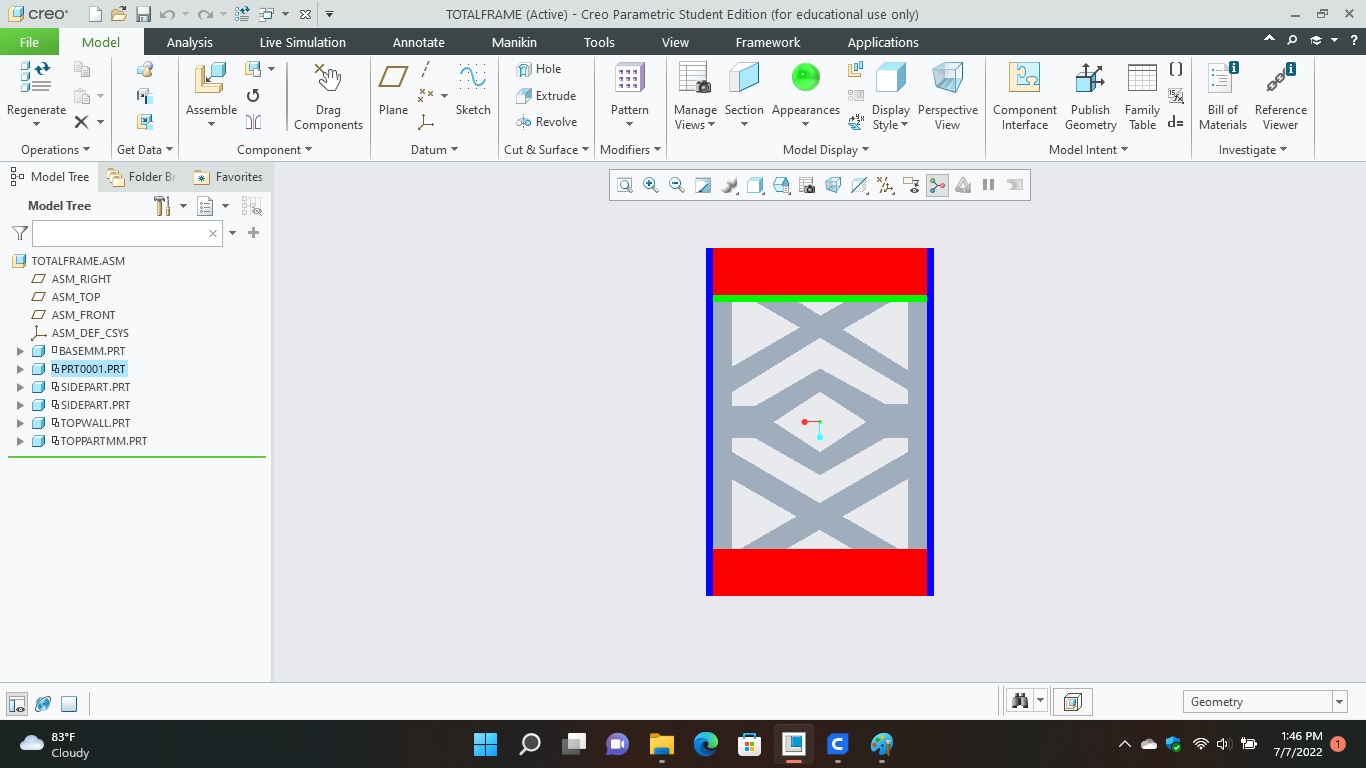 creo°
TOTALFRAME (Active) - Creo Parametric Student Edition (for educational use only)
File Model Analysis Live Simulation Annotate Manikin Tools View Framework Applications
Regenerate
Assemble
Drag Components
Plane
Sketch
Hole
Extrude
Revolve
Pattern
Manage Views
Section
Appearances
Display Style
Perspective View
Component Interface
Publish Geometry
Family Table
d=
Bill of Materials
Reference Viewer
Operations Get Data Component Datum Cut & Surface Modifiers Model Display Model Intent Investigate
Model Tree Folder Br Favorites
Model Tree
TOTALFRAME.ASM
ASM_RIGHT
ASM_TOP
ASM_FRONT
ASM_DEF_CSYS
BASEMM.PRT
PRT0001.PRT
SIDEPART.PRT
SIDEPART.PRT
TOPWALL.PRT
TOPPARTMM.PRT
Geometry
83°F
Cloudy
1:46 PM
7/7/2022
1